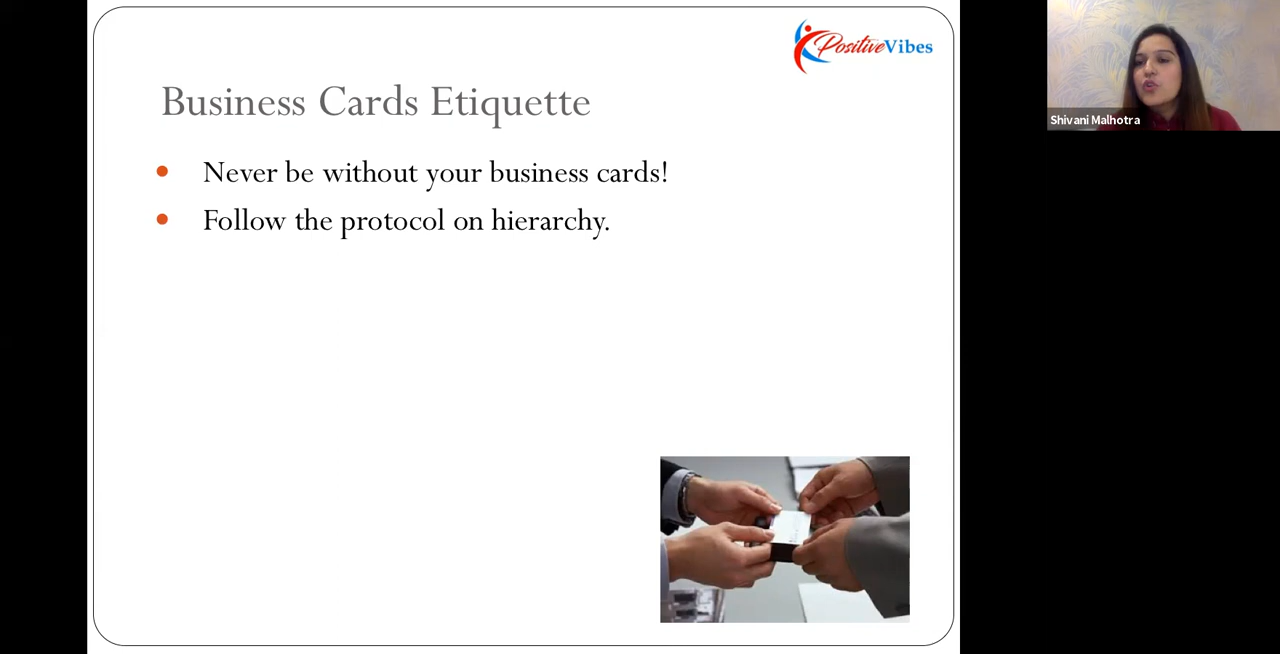 PositiveVibes
Business Cards Etiquette
Never be without your business cards!
Follow the protocol on hierarchy.
Shivani Malhotra